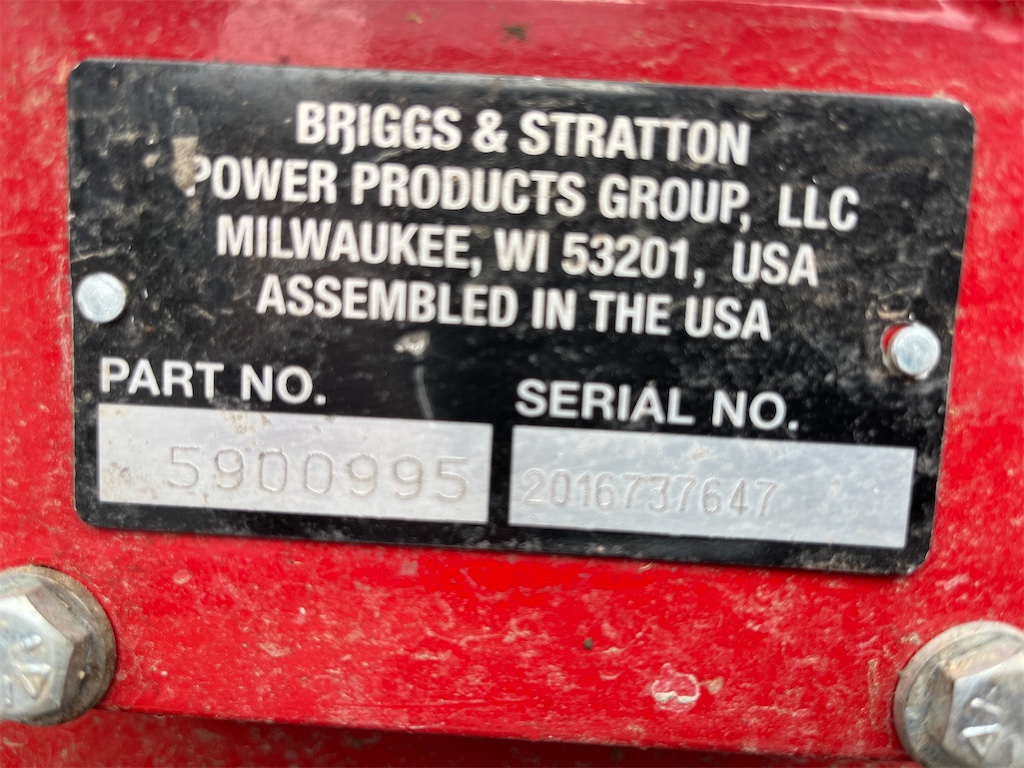 BRIGGS & STRATTON
POWER PRODUCTS GROUP, LLC
MILWAUKEE, WI 53201, USA
ASSEMBLED IN THE USA
PART NO.
5900995
SERIAL NO.
2016737647